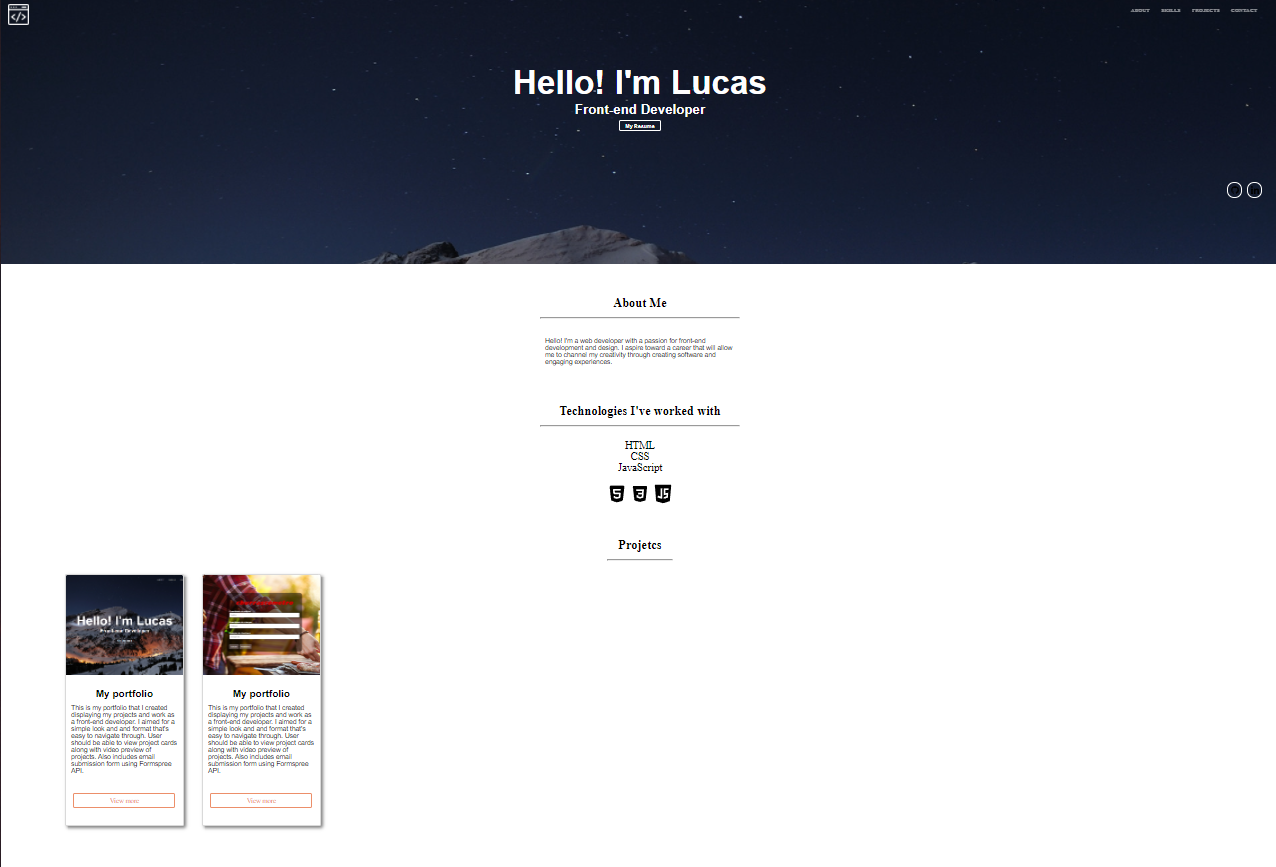 </>
ABOUT SKILLS PROJECTS CONTACT
Hello! I'm Lucas
Front-end Developer
My Resume
About Me
Hello! I'm a web developer with a passion for front-end
development and design. I aspire toward a career that will allow
me to channel my creativity through creating software and
engaging experiences.
Technologies I've worked with
HTML
CSS
JavaScript
5 3 JS
Projetcs
Hello! I'm Lucas
Front-end Developer
My portfolio
This is my portfolio that I created
displaying my projects and work as
a front-end developer. I aimed for a
simple look and and format that's
easy to navigate through. User
should be able to view project cards
along with video preview of
projects. Also includes email
submission form using Formspree
API.
View more
My portfolio
This is my portfolio that I created
displaying my projects and work as
a front-end developer. I aimed for a
simple look and and format that's
easy to navigate through. User
should be able to view project cards
along with video preview of
projects. Also includes email
submission form using Formspree
API.
View more